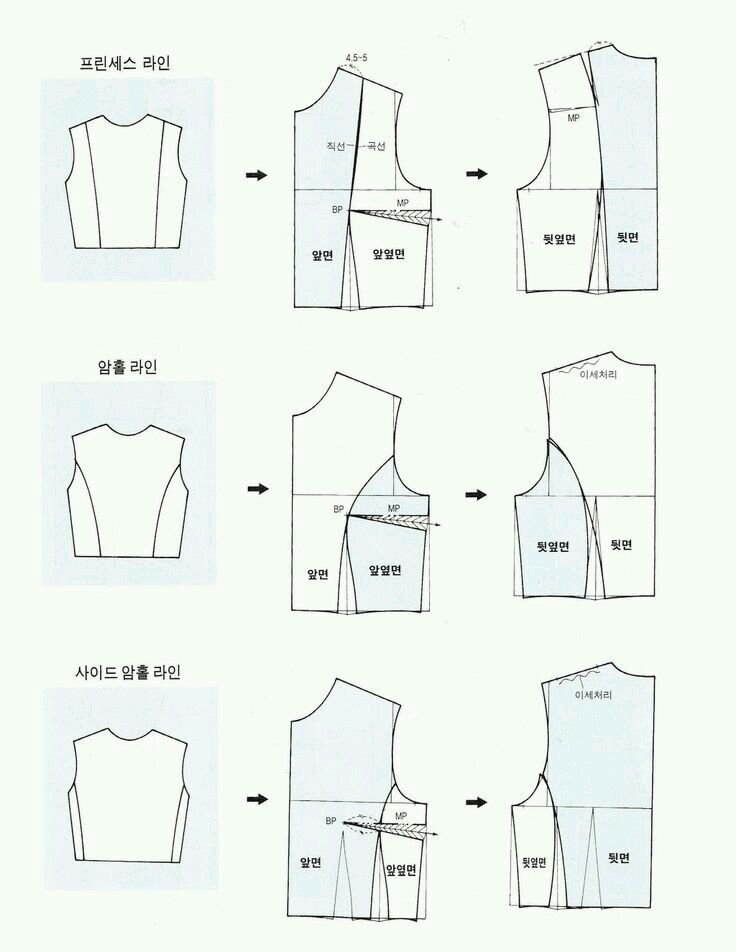 프린세스 라인
4.5~5
직선
곡선
BP
MP
앞면
앞옆면
MP
뒷옆면
뒷면
암홀 라인
BP
MP
앞면
앞옆면
이세처리
뒷옆면
뒷면
사이드 암홀 라인
BP
MP
앞면
앞옆면
이세처리
뒷옆면
뒷면